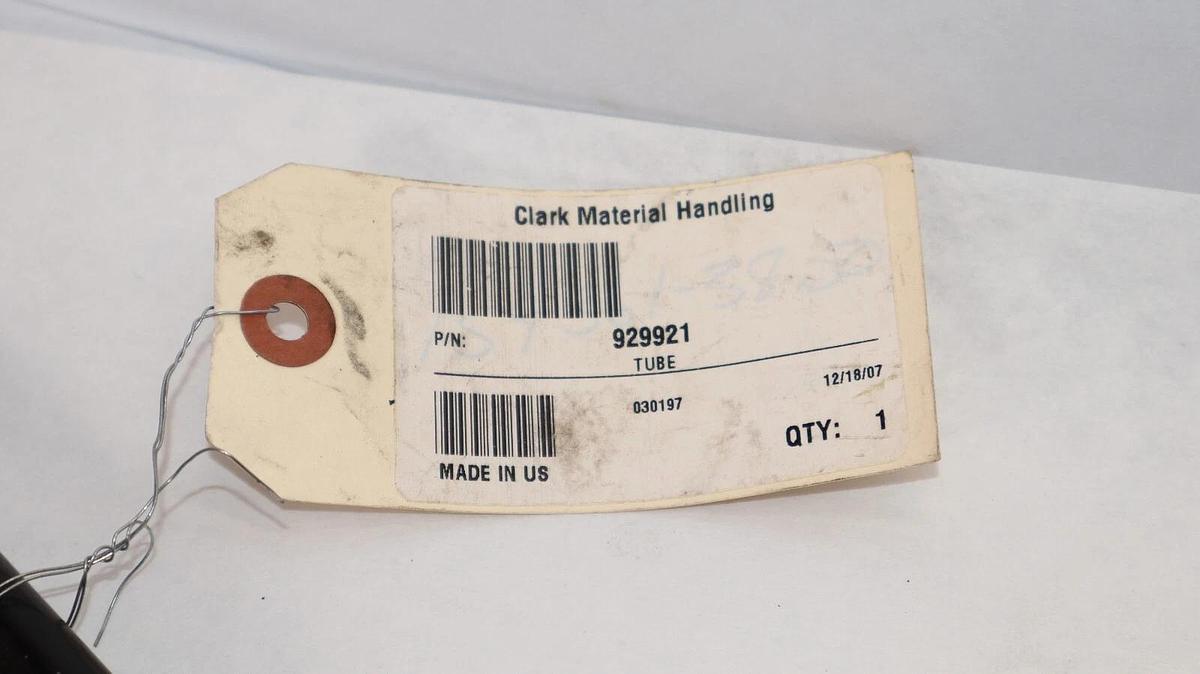 Clark Material Handling
P/N: 929921
TUBE
12/18/07
030197
QTY: 1
MADE IN US